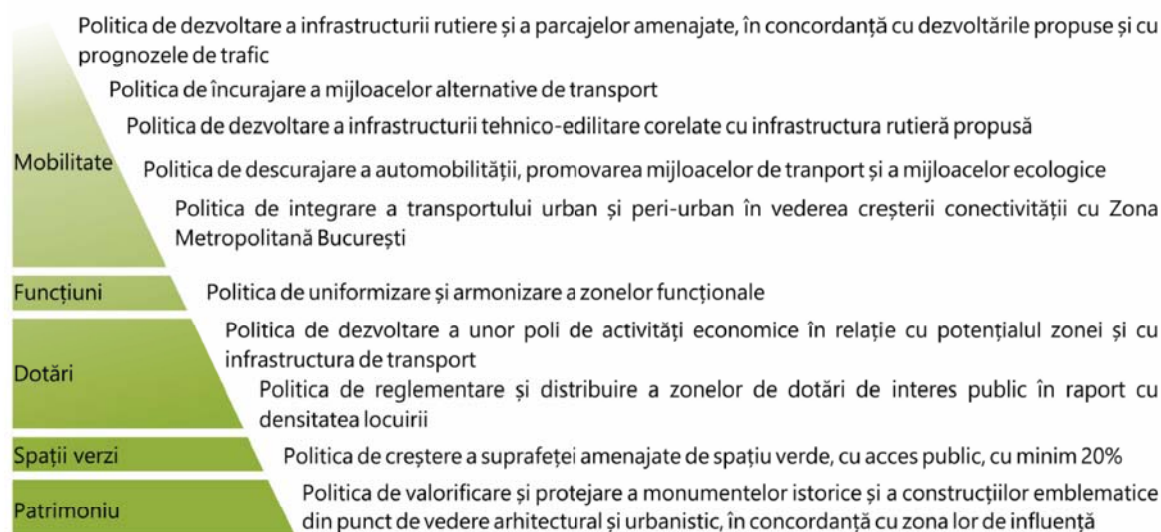 Politica de dezvoltare a infrastructurii rutiere și a parcajelor amenajate, în concordanță cu dezvoltările propuse și cu
prognozele de trafic
Politica de încurajare a mijloacelor alternative de transport
Politica de dezvoltare a infrastructurii tehnico-edilitare corelate cu infrastructura rutieră propusă
Mobilitate
Politica de descurajare a automobilității, promovarea mijloacelor de tranport și a mijloacelor ecologice
Politica de integrare a transportului urban și peri-urban în vederea creșterii conectivității cu Zona
Metropolitană București
Funcțiuni
Politica de uniformizare și armonizare a zonelor funcționale
Dotări
Politica de dezvoltare a unor poli de activități economice în relație cu potențialul zonei și cu
infrastructura de transport
Politica de reglementare și distribuire a zonelor de dotări de interes public în raport cu
densitatea locuirii
Spații verzi
Politica de creștere a suprafeței amenajate de spațiu verde, cu acces public, cu minim 20%
Patrimoniu
Politica de valorificare și protejare a monumentelor istorice și a construcțiilor emblematice
din punct de vedere arhitectural și urbanistic, în concordanță cu zona lor de influență